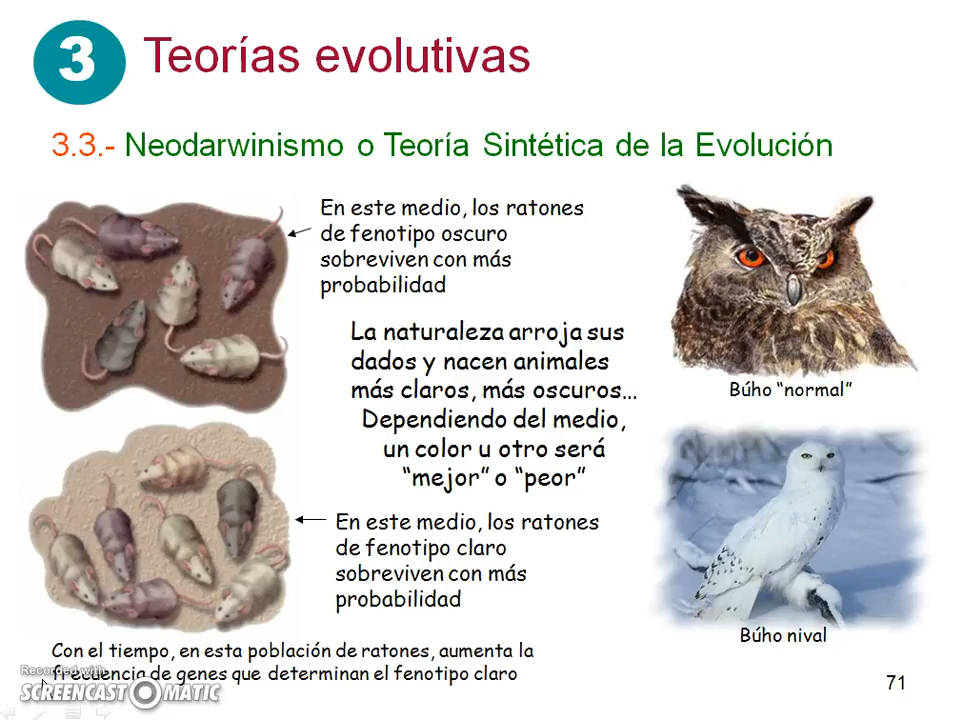 3
Teorías evolutivas
3.3.- Neodarwinismo o Teoría Sintética de la Evolución
En este medio, los ratones
de fenotipo oscuro
sobreviven con más
probabilidad
La naturaleza arroja sus
dados y nacen animales
más claros, más oscuros...
Dependiendo del medio,
un color u otro será
“mejor” o “peor”
En este medio, los ratones
de fenotipo claro
sobreviven con más
probabilidad
Búho “normal”
Búho nival
Con el tiempo, en esta población de ratones, aumenta la
frecuencia de genes que determinan el fenotipo claro
Recorded with
SCREENCAST MATIC
71